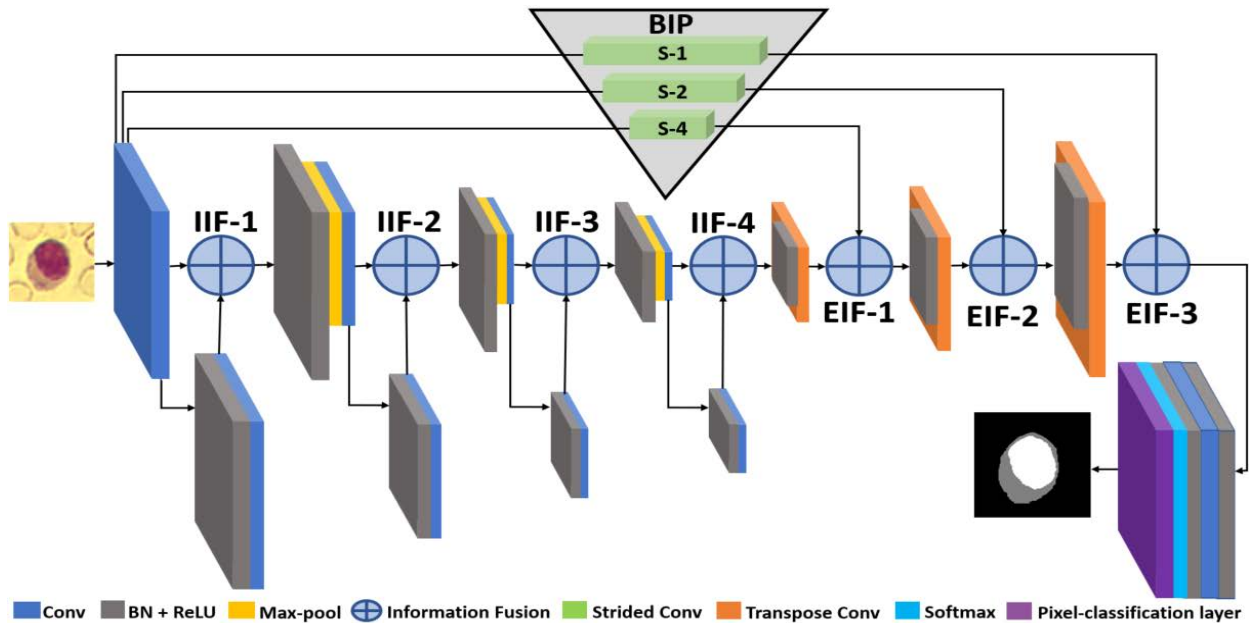 BIP
S-1
S-2
S-4
IIF-1
IIF-2
IIF-3
IIF-4
EIF-1
EIF-2
EIF-3
Conv BN + ReLU Max-pool Information Fusion Strided Conv Transpose Conv Softmax Pixel-classification layer